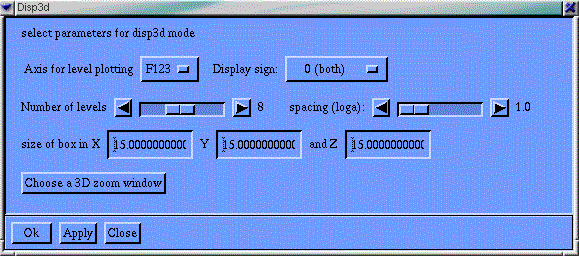 Disp3d
select parameters for disp3d mode
Axis for level plotting F123 Display sign: 0 (both)
Number of levels 8 spacing (loga): 1.0
size of box in X 15.0000000000 Y 15.0000000000 and Z 15.0000000000
Choose a 3D zoom window
Ok Apply Close